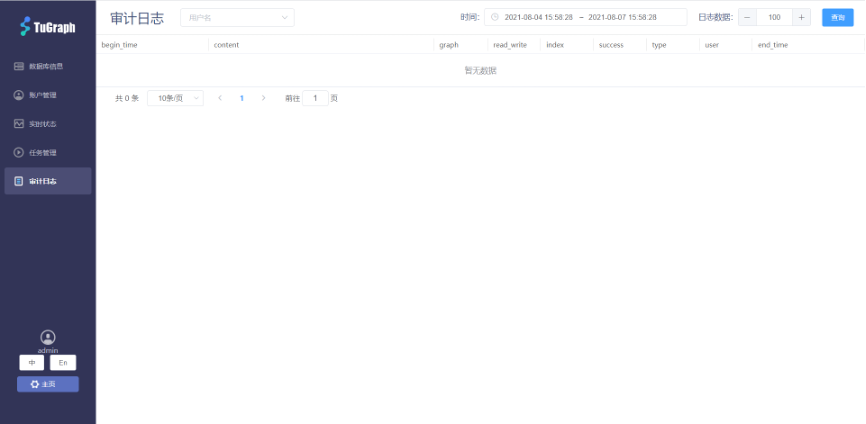 TuGraph
数据库信息
账户管理
实时状态
任务管理
审计日志
admin
中 En
主页
审计日志 用户名 时间: 2021-08-04 15:58:28 ~ 2021-08-07 15:58:28 日志数据: − 100 + 查询
begin_time content graph read_write index success type user end_time
暂无数据
共 0 条 10条/页 1 前往 1 页